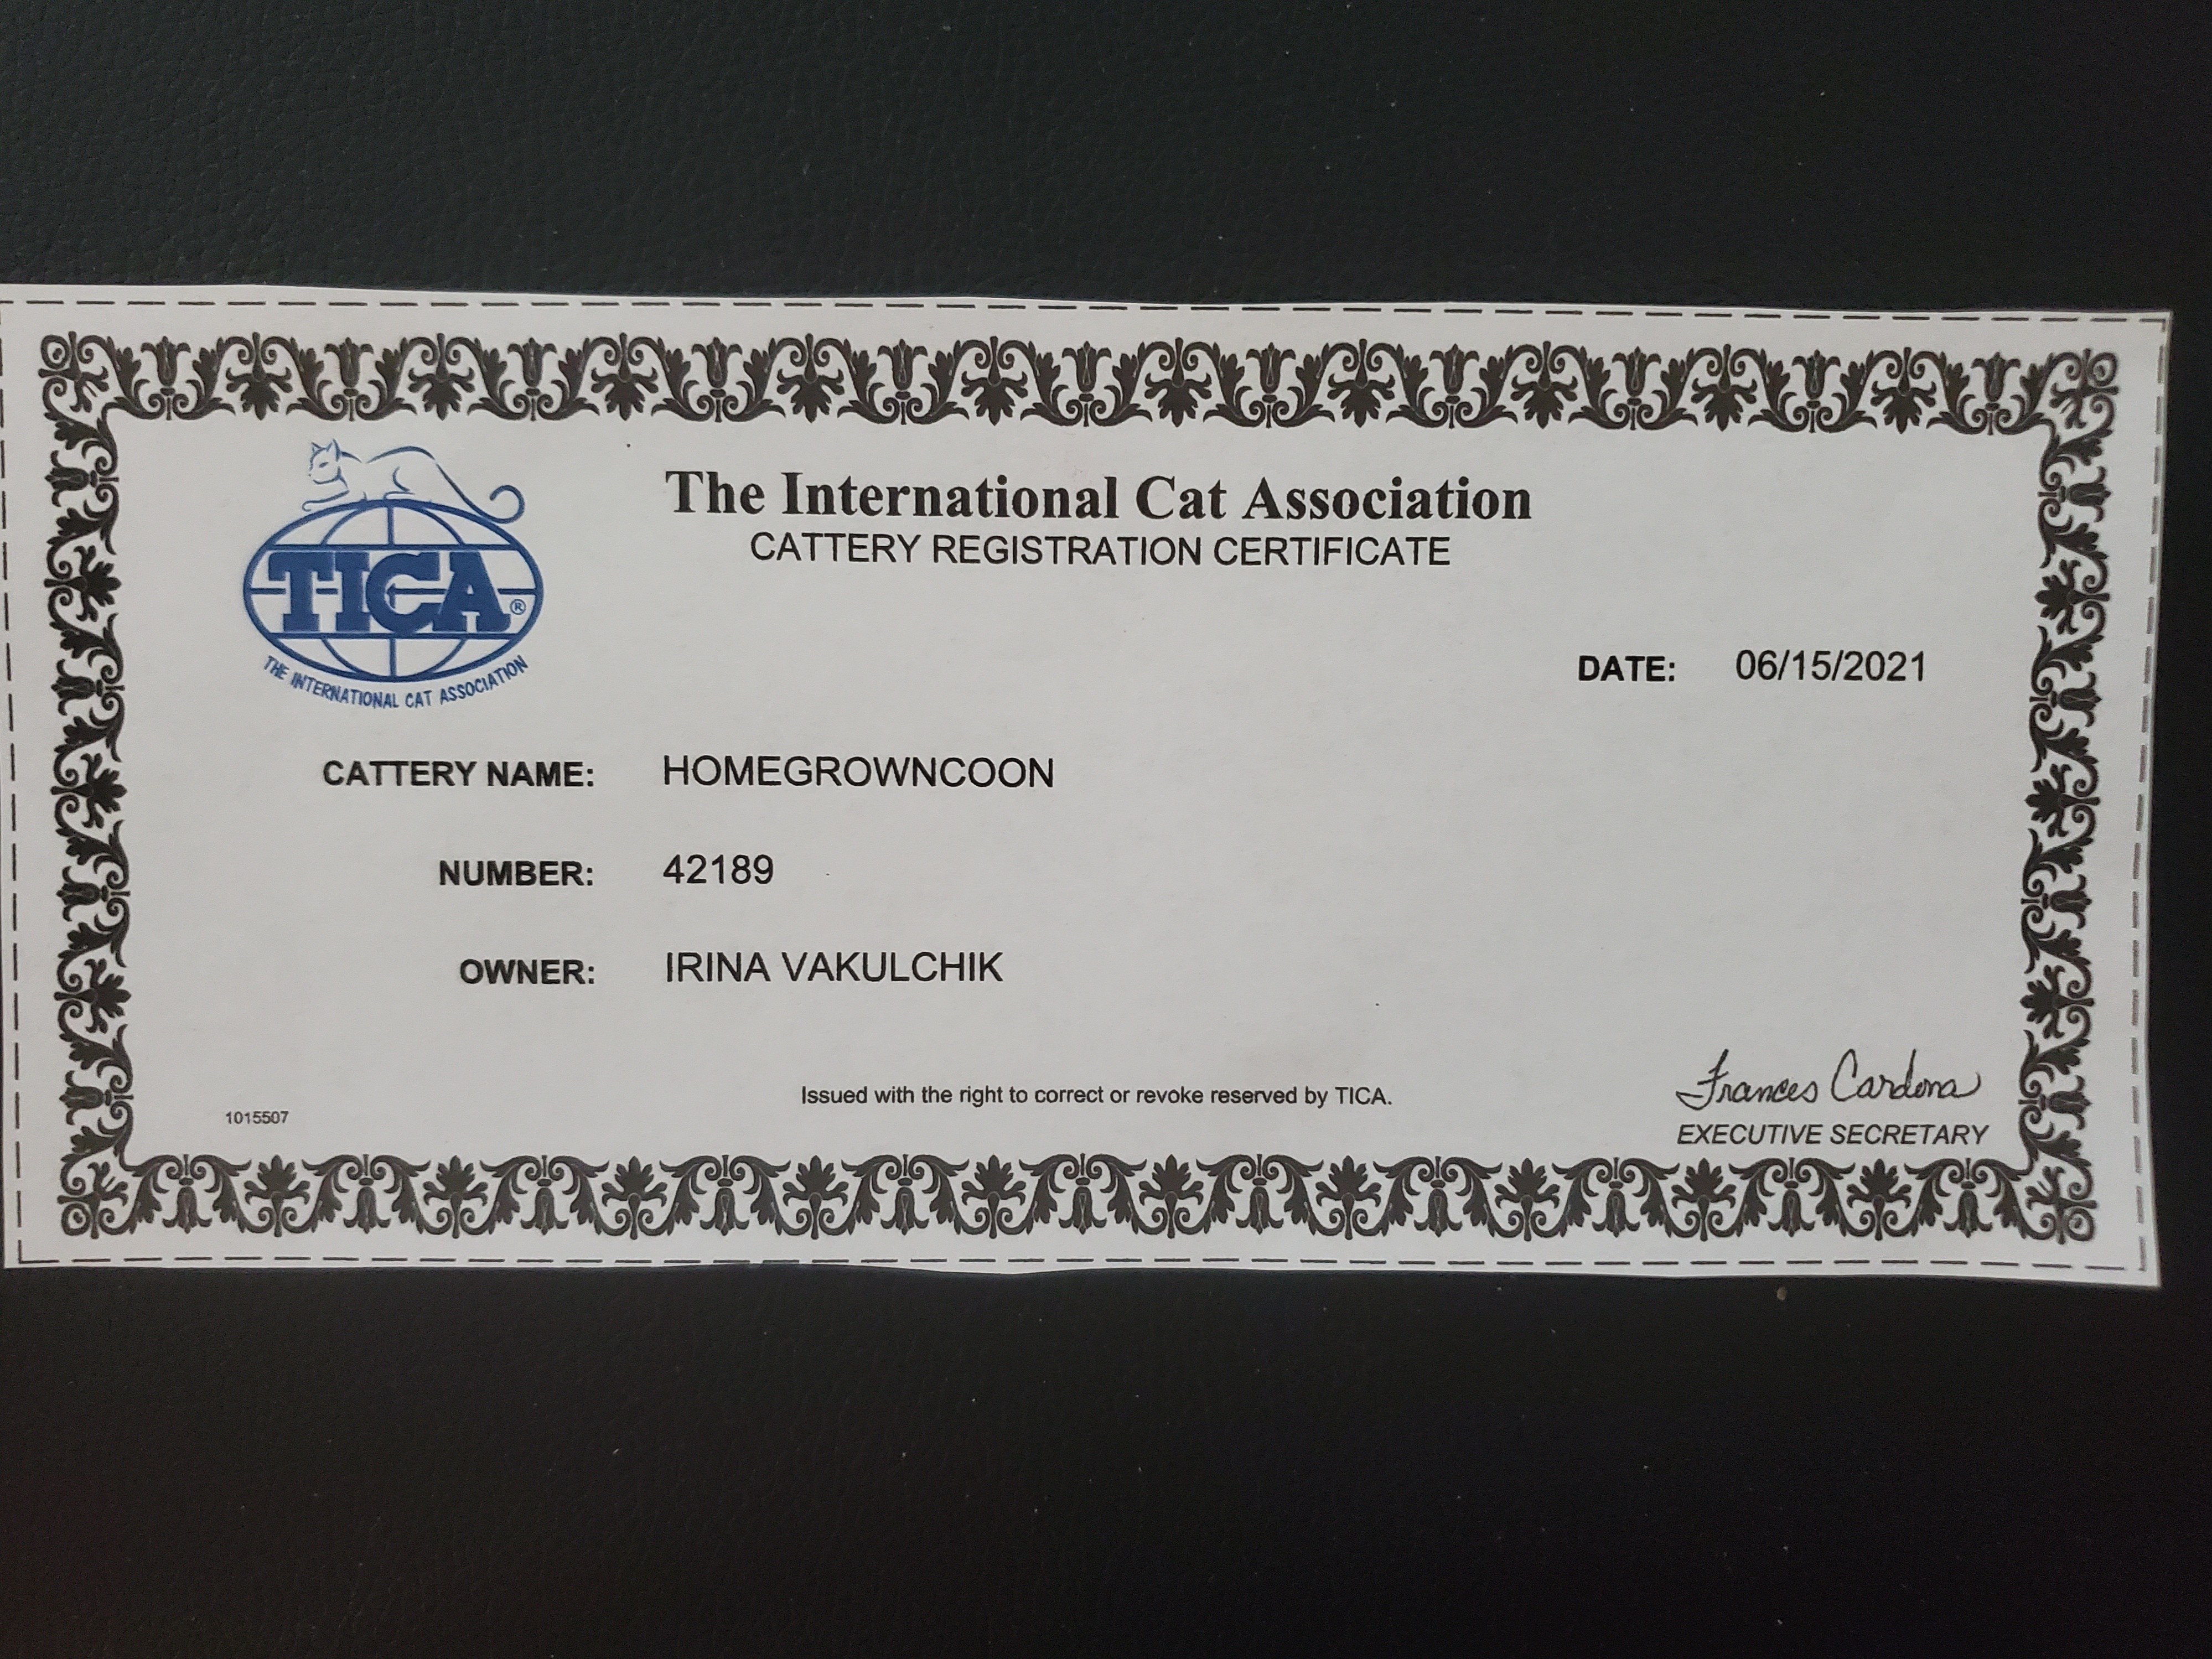 The International Cat Association
CATTERY REGISTRATION CERTIFICATE
TICA®
THE INTERNATIONAL CAT ASSOCIATION
DATE: 06/15/2021
CATTERY NAME: HOMEGROWNCOON
NUMBER: 42189
OWNER: IRINA VAKULCHIK
Issued with the right to correct or revoke reserved by TICA.
Frances Cardona
1015507
EXECUTIVE SECRETARY